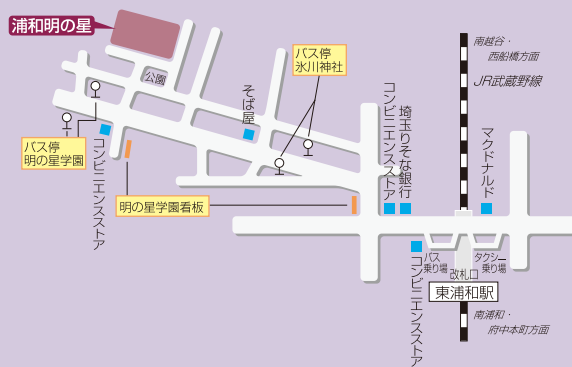 浦和明の星
公園
バス停
氷川神社
そば屋
コンビニエンスストア
埼玉りそな銀行
マクドナルド
南越谷・
西船橋方面
JR武蔵野線
バス停
明の星学園
コンビニエンスストア
明の星学園看板
コンビニエンスストア
バス
乗り場
タクシー
乗り場
改札口
東浦和駅
南浦和・
府中本町方面